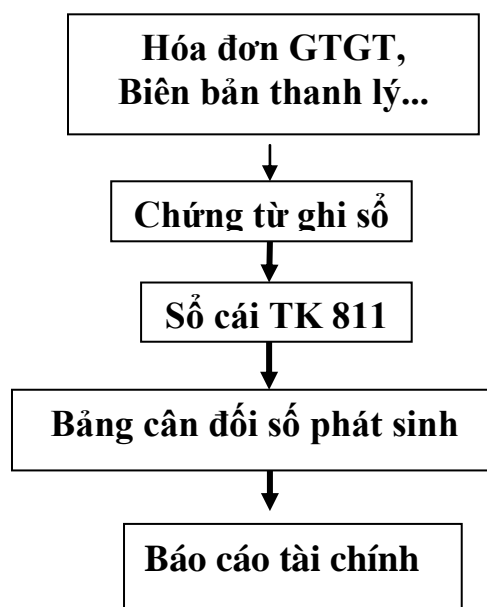 Hóa đơn GTGT,
Biên bản thanh lý...
Chứng từ ghi sổ
Sổ cái TK 811
Bảng cân đối số phát sinh
Báo cáo tài chính